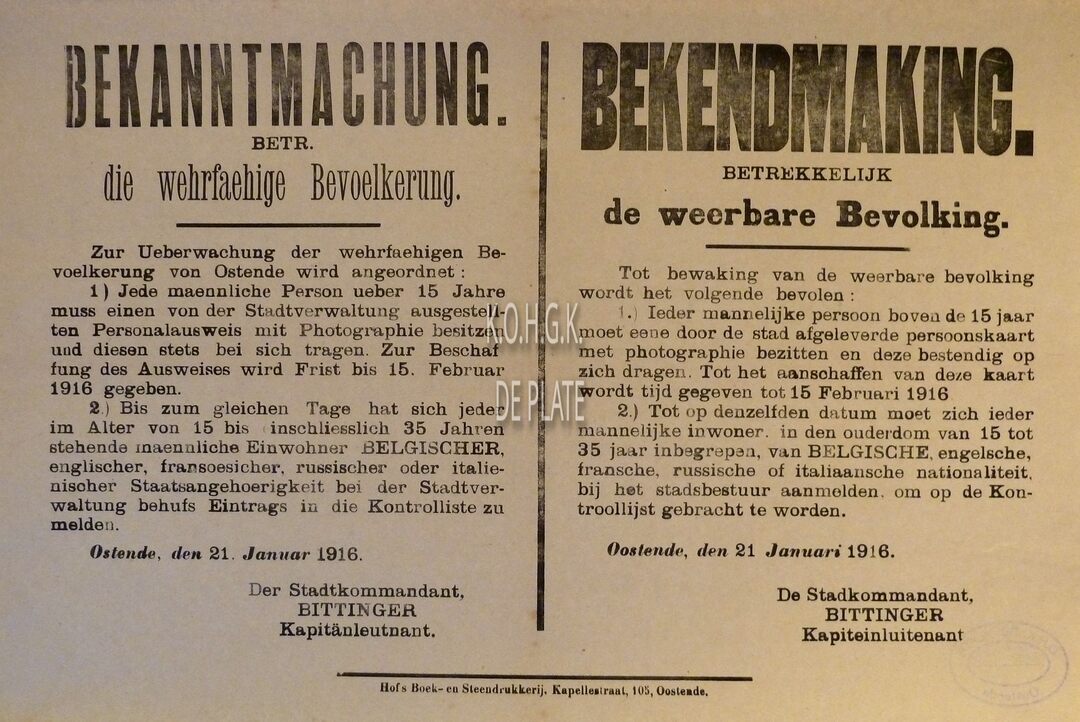 BEKANNTMACHUNG.
BETR.
die wehrfaehige Bevoelkerung.
Zur Ueberwachung der wehrfaehigen Be-
voelkerung von Ostende wird angeordnet :
1) Jede maennliche Person ueber 15 Jahre
muss einen von der Stadtverwaltung ausgestell-
ten Personalausweis mit Photographie besitzen
und diesen stets bei sich tragen. Zur Beschaf
fung des Ausweises wird Frist bis 15. Februar
1916 gegeben.
2.) Bis zum gleichen Tage hat sich jeder
im Alter von 15 bis inschliesslich 35 Jahren
stehende maennliche Einwohner BELGISCHER,
englischer, fransoesicher, russischer oder italie-
nischer Staatsangehoerigkeit bei der Stadtver-
waltung behufs Eintrags in die Kontrolliste zu
melden.
Ostende, den 21. Januar 1916.
Der Stadtkommandant,
BITTINGER
Kapitänleutnant.
BEKENDMAKING.
BETREKKELIJK
de weerbare Bevolking.
Tot bewaking van de weerbare bevolking
wordt het volgende bevolen :
1.) Ieder mannelijke persoon boven de 15 jaar
moet eene door de stad afgeleverde persoonskaart
met photographie bezitten en deze bestendig op
zich dragen. Tot het aanschaffen van deze kaart
wordt tijd gegeven tot 15 Februari 1916
2.) Tot op denzelfden datum moet zich ieder
mannelijke inwoner. in den ouderdom van 15 tot
35 jaar inbegrepen, van BELGISCHE, engelsche,
fransche, russische of italiaansche nationaliteit,
bij het stadsbestuur aanmelden, om op de Kon-
troollijst gebracht te worden.
Oostende, den 21 Januari 1916.
De Stadkommandant,
BITTINGER
Kapiteinluitenant
Hofs Boek- en Steendrukkerij, Kapellestraat, 105, Oostende.
K.O.H.G.K.
DE PLATE